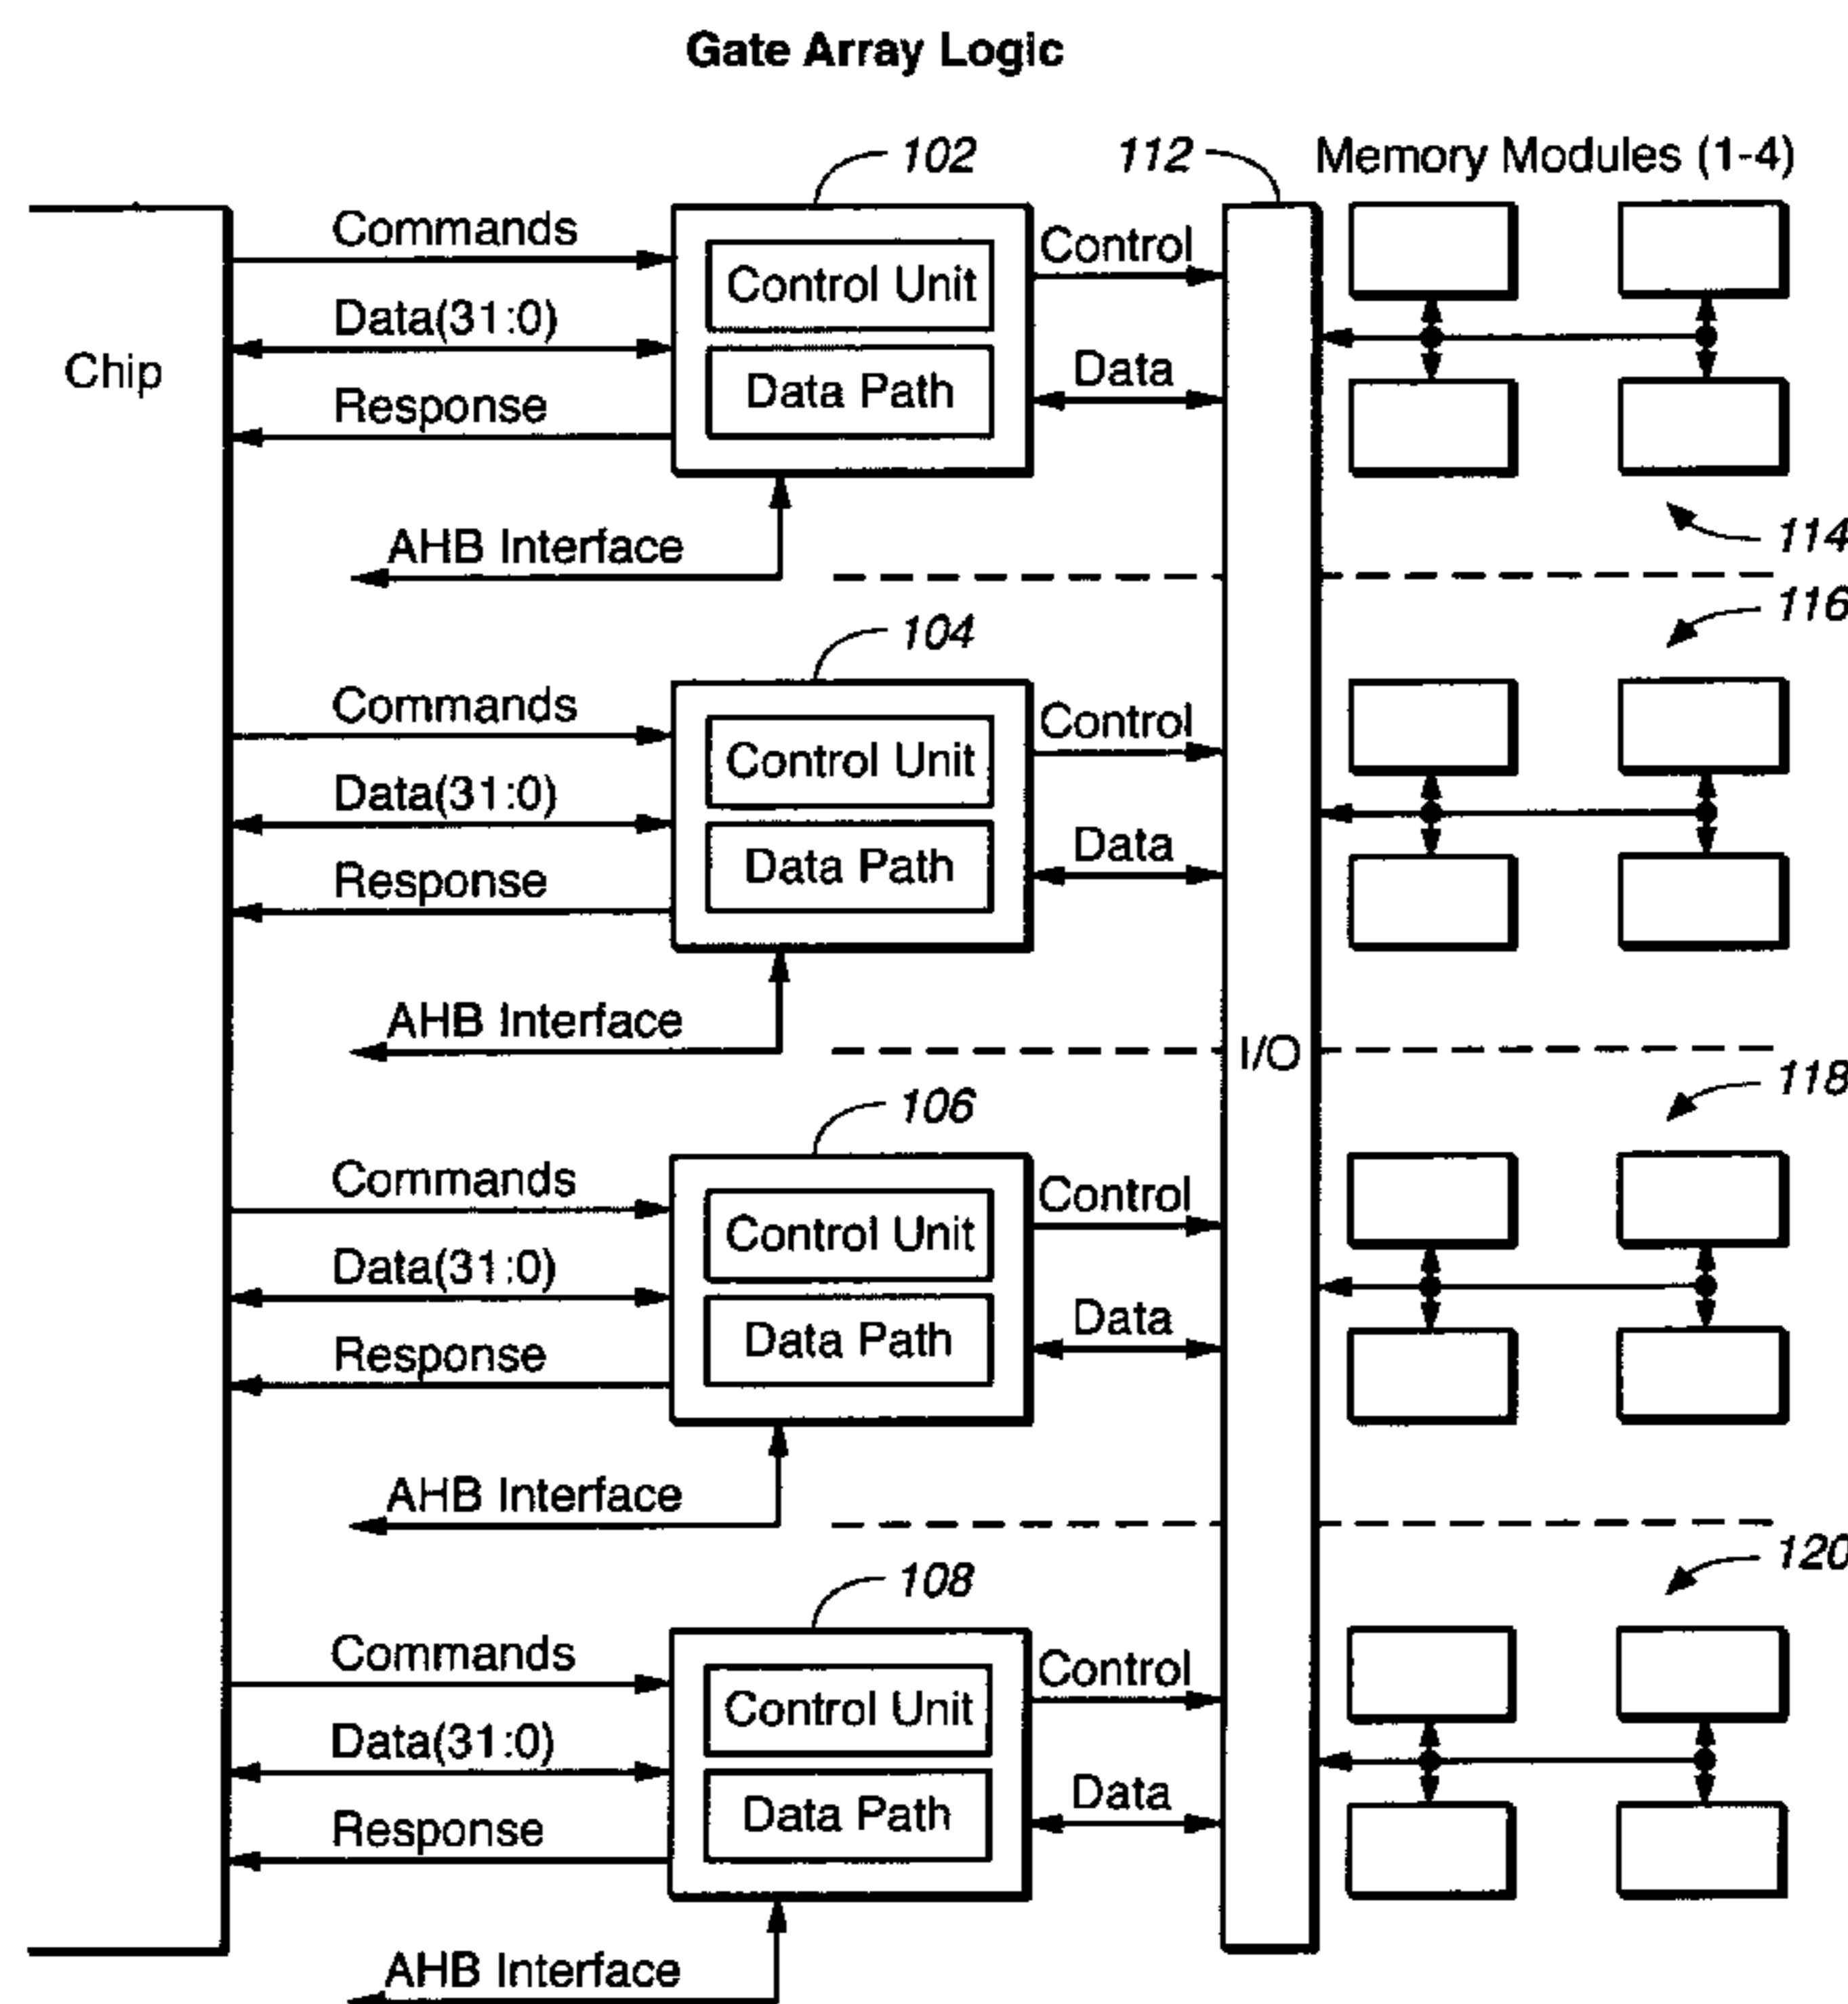 Gate Array Logic
102
112
Memory Modules (1-4)
Commands
Control Unit
Control
Data(31:0)
Chip
Data Path
Data
Response
AHB Interface
114
116
104
Commands
Control Unit
Control
Data(31:0)
Data Path
Data
Response
AHB Interface
I/O
118
106
Commands
Control Unit
Control
Data(31:0)
Data Path
Data
Response
AHB Interface
120
108
Commands
Control Unit
Control
Data(31:0)
Data Path
Data
Response
AHB Interface